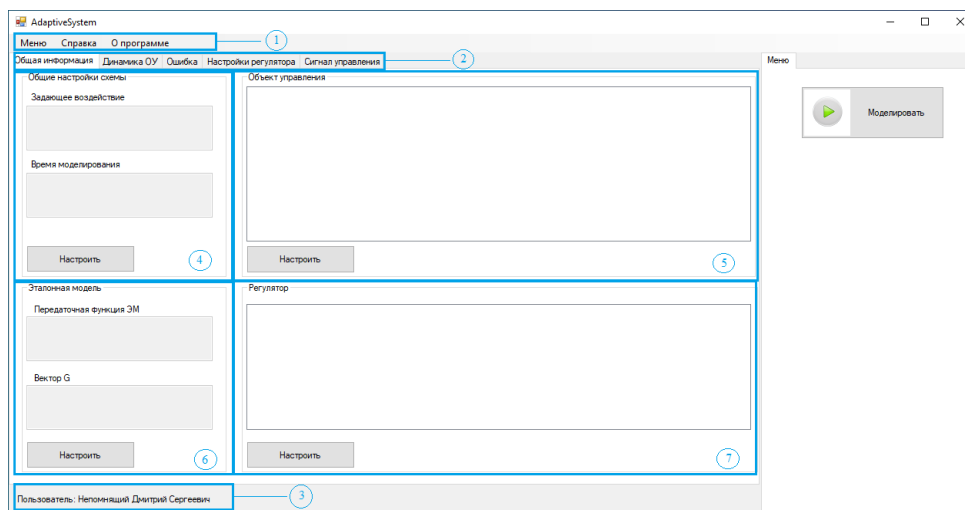 AdaptiveSystem
Меню Справка О программе
1
Общая информация Динамика ОУ Ошибка Настройки регулятора Сигнал управления
2
Меню
Общие настройки схемы
Задающее воздействие
Время моделирования
Настроить
4
Объект управления
Настроить
5
Моделировать
Эталонная модель
Передаточная функция ЭМ
Вектор G
Настроить
6
Регулятор
Настроить
7
Пользователь: Непомнящий Дмитрий Сергеевич
3